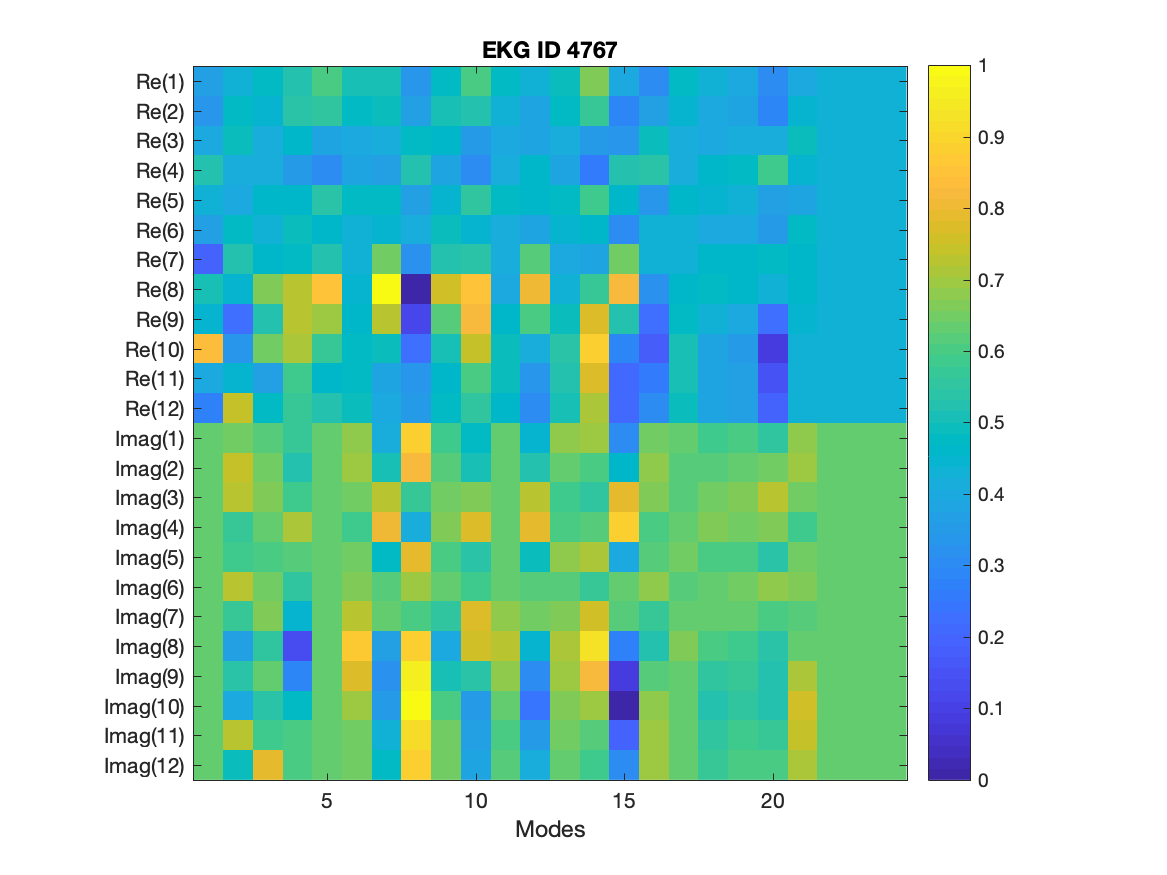 EKG ID 4767
Re(1)
Re(2)
Re(3)
Re(4)
Re(5)
Re(6)
Re(7)
Re(8)
Re(9)
Re(10)
Re(11)
Re(12)
Imag(1)
Imag(2)
Imag(3)
Imag(4)
Imag(5)
Imag(6)
Imag(7)
Imag(8)
Imag(9)
Imag(10)
Imag(11)
Imag(12)
5 10 15 20
Modes
1
0.9
0.8
0.7
0.6
0.5
0.4
0.3
0.2
0.1
0